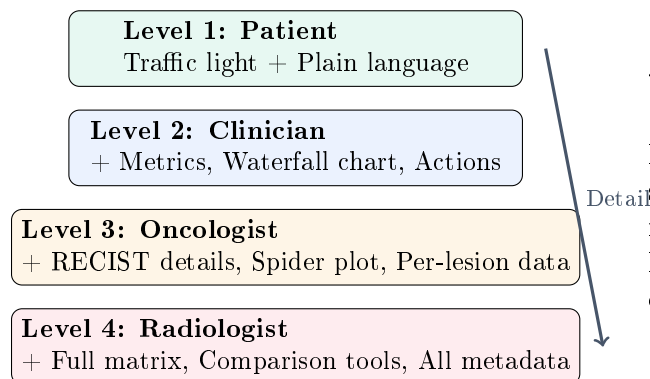 Level 1: Patient
Traffic light + Plain language
Level 2: Clinician
+ Metrics, Waterfall chart, Actions
Level 3: Oncologist
+ RECIST details, Spider plot, Per-lesion data
Level 4: Radiologist
+ Full matrix, Comparison tools, All metadata
Detail